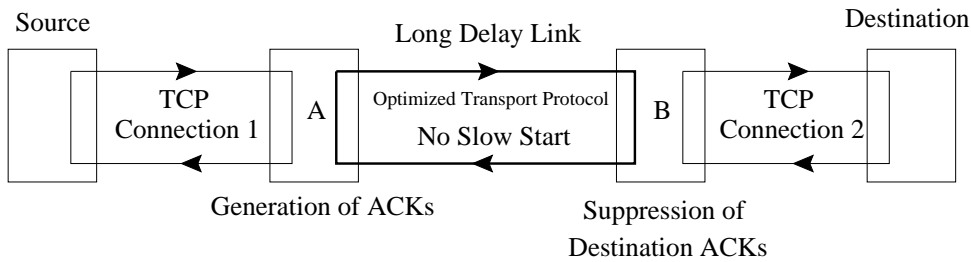 Source
Long Delay Link
Destination
TCP
Connection 1
A
Optimized Transport Protocol
No Slow Start
B
TCP
Connection 2
Generation of ACKs
Suppression of
Destination ACKs